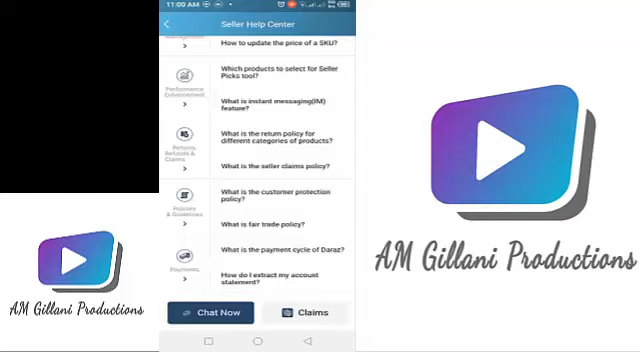 11:00 AM
Seller Help Center
Management
How to update the price of a SKU?
Which products to select for Seller
Picks tool?
Performance
Enhancement
What is instant messaging(IM)
feature?
What is the return policy for
different categories of products?
Returns,
Refunds &
Claims
What is the seller claims policy?
What is the customer protection
policy?
Policies
& Guidelines
What is fair trade policy?
What is the payment cycle of Daraz?
Payments
How do I extract my account
statement?
Chat Now
Claims
AM Gillani Productions
AM Gillani Productions